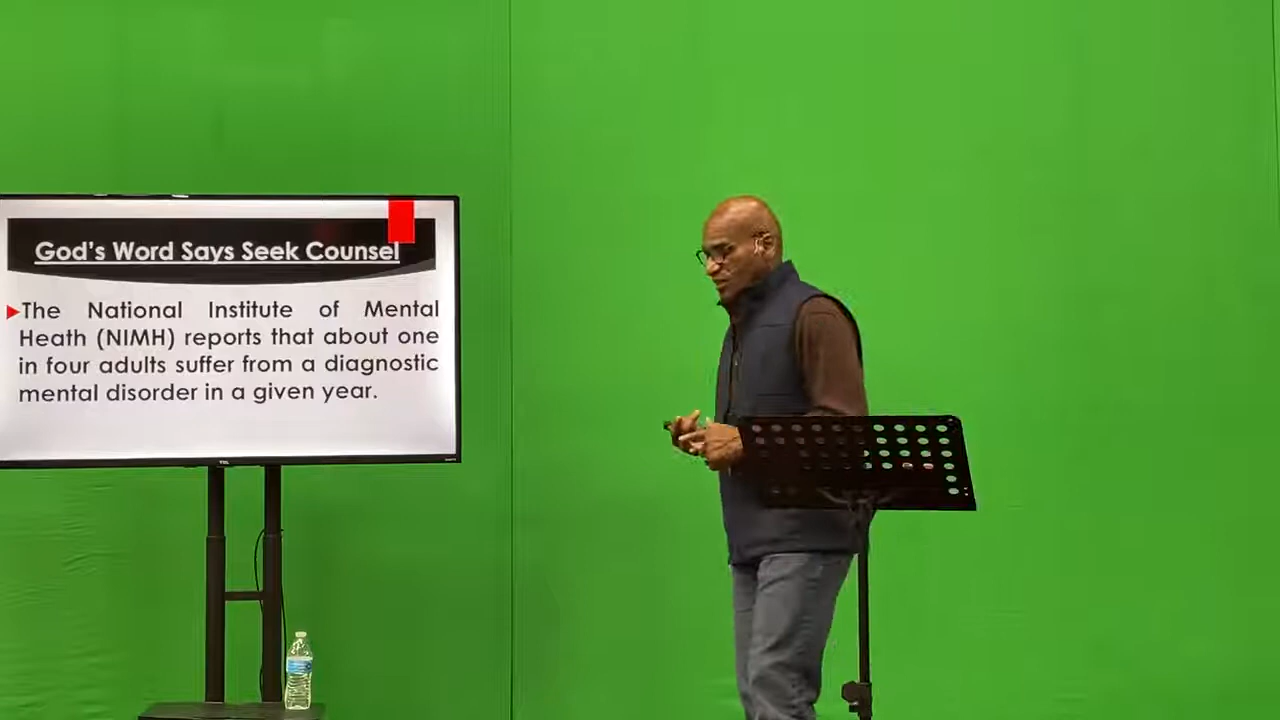 God's Word Says Seek Counsel
The National Institute of Mental
Heath (NIMH) reports that about one
in four adults suffer from a diagnostic
mental disorder in a given year.
TCL